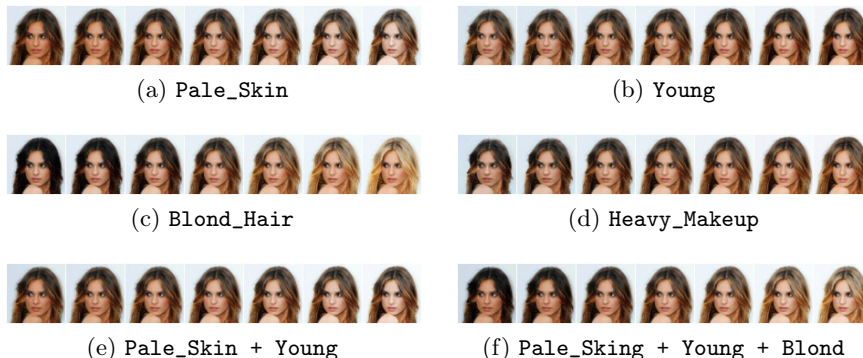 (a) Pale_Skin
(b) Young
(c) Blond_Hair
(d) Heavy_Makeup
(e) Pale_Skin + Young
(f) Pale_Sking + Young + Blond